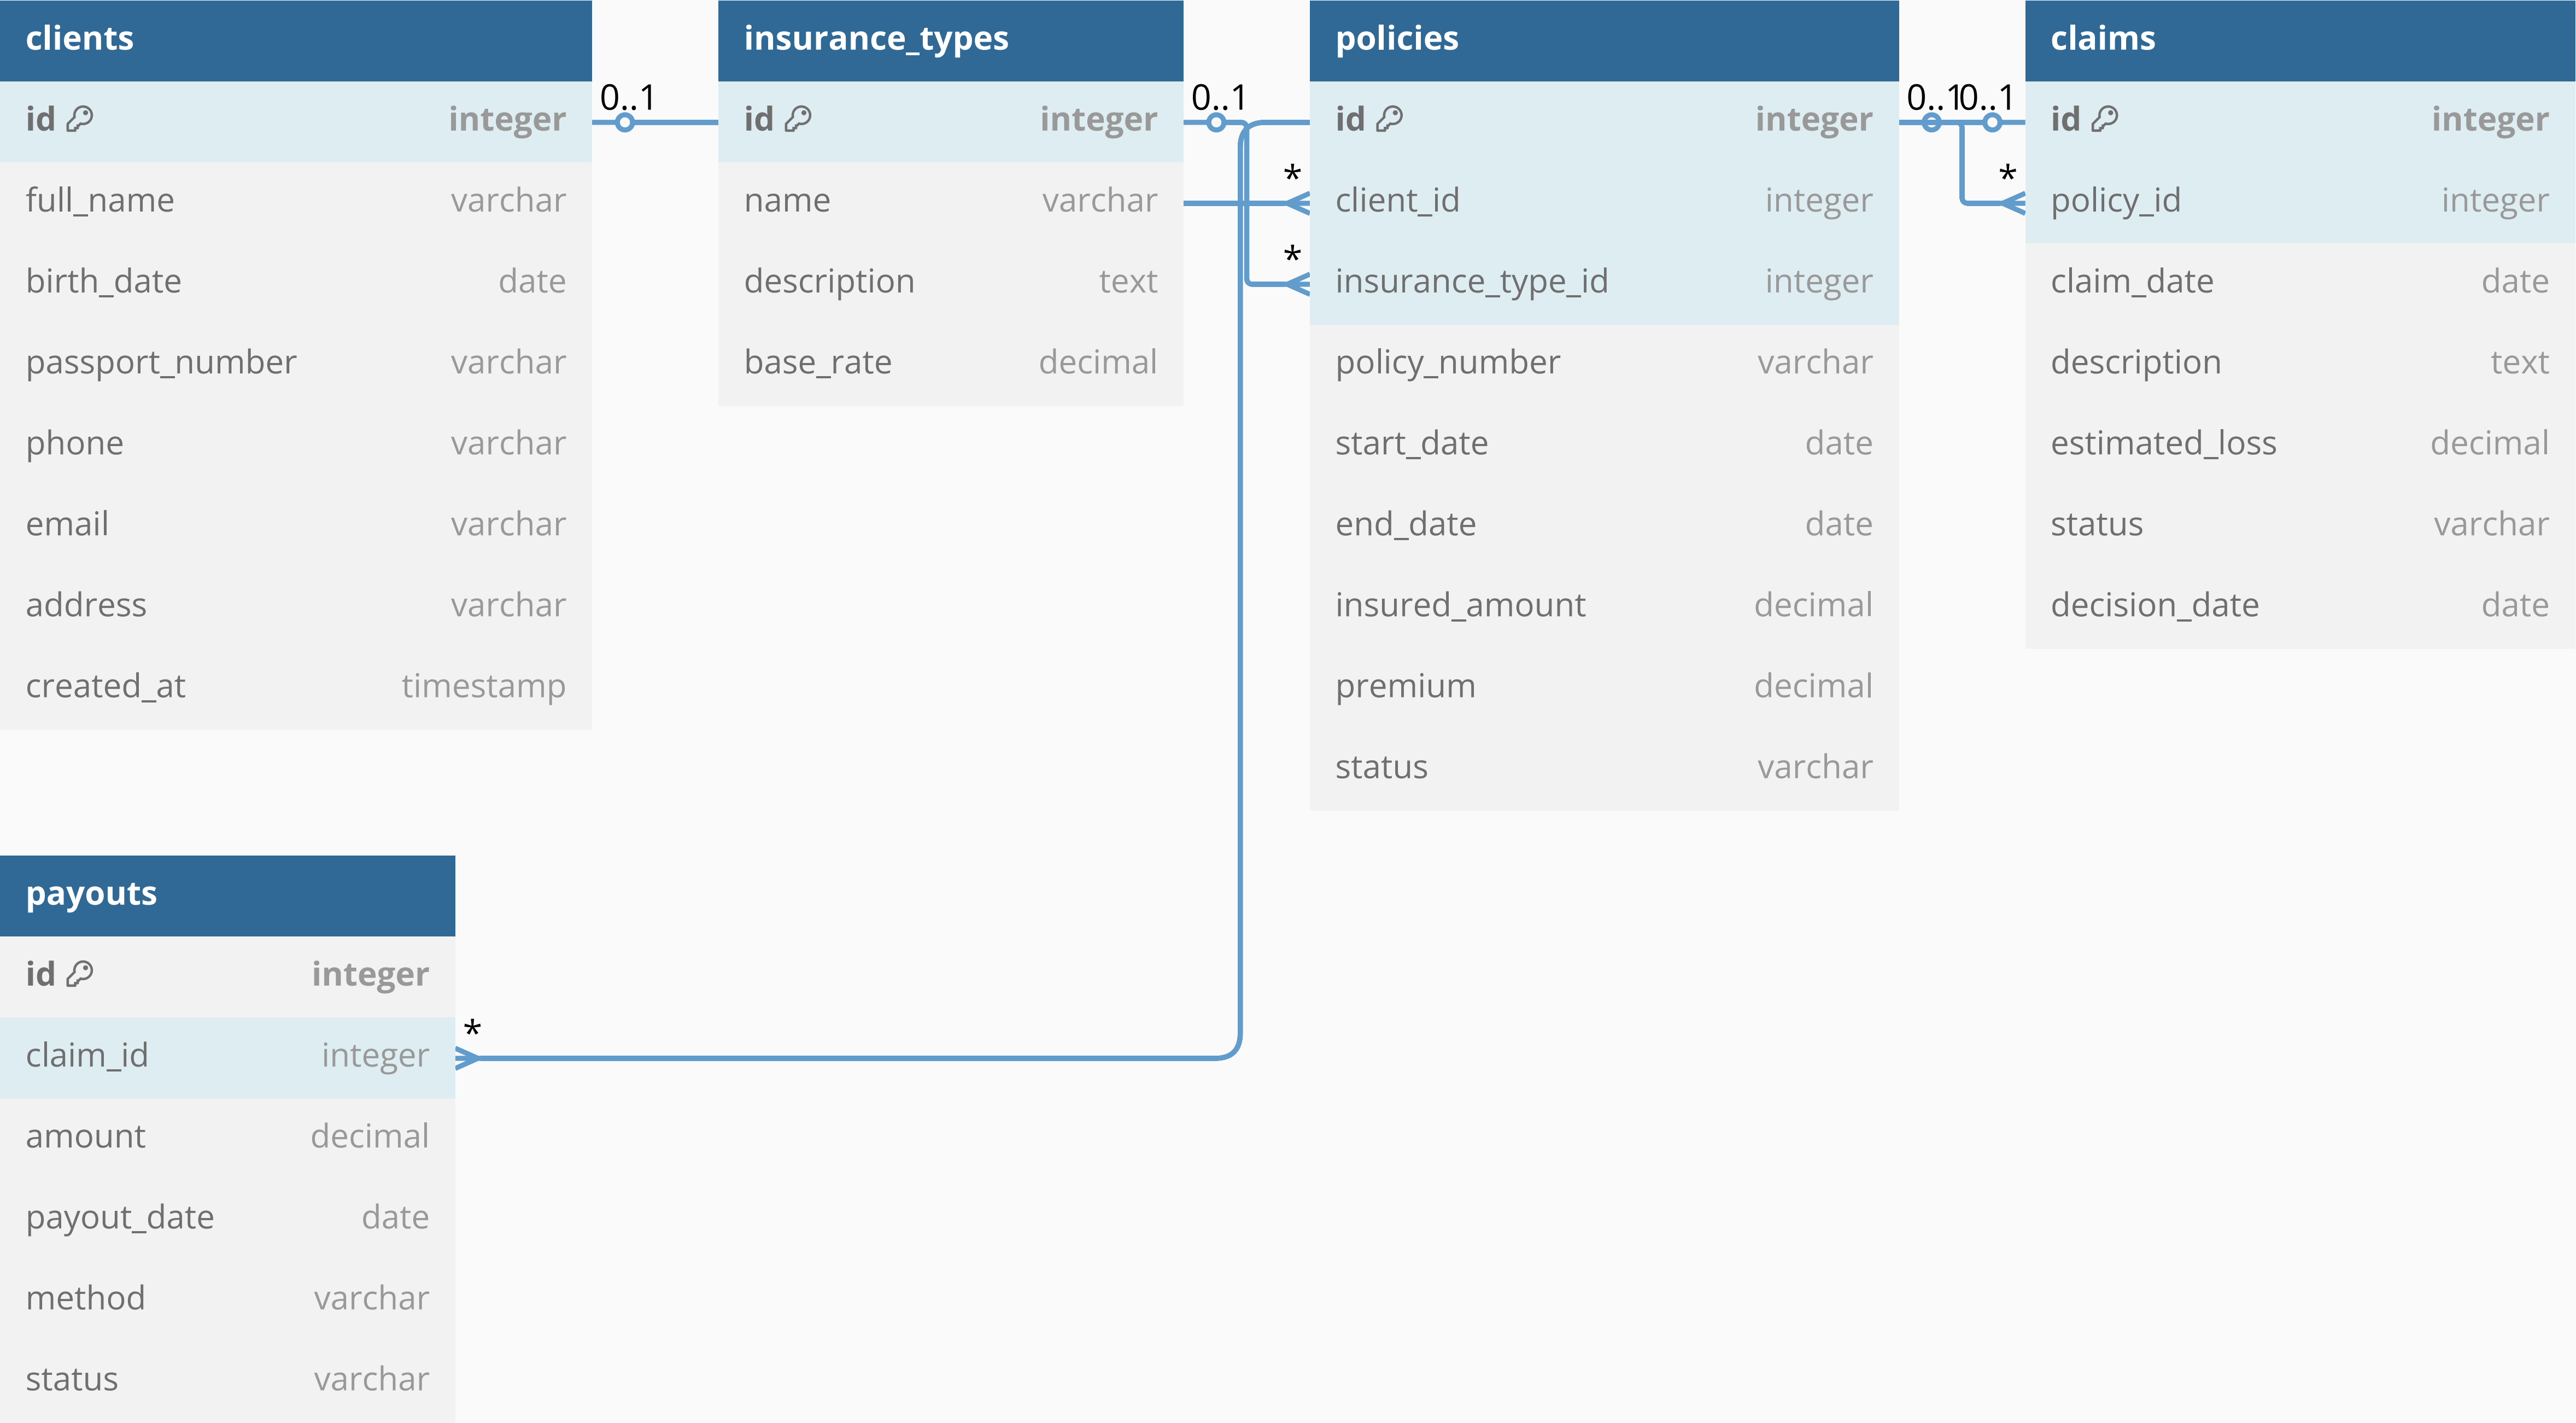 clients
id integer
full_name varchar
birth_date date
passport_number varchar
phone varchar
email varchar
address varchar
created_at timestamp
0..1
insurance_types
id integer
name varchar
description text
base_rate decimal
0..1
*
*
policies
id integer
client_id integer
insurance_type_id integer
policy_number varchar
start_date date
end_date date
insured_amount decimal
premium decimal
status varchar
0..1
0..1
*
claims
id integer
policy_id integer
claim_date date
description text
estimated_loss decimal
status varchar
decision_date date
payouts
id integer
claim_id integer
amount decimal
payout_date date
method varchar
status varchar
*